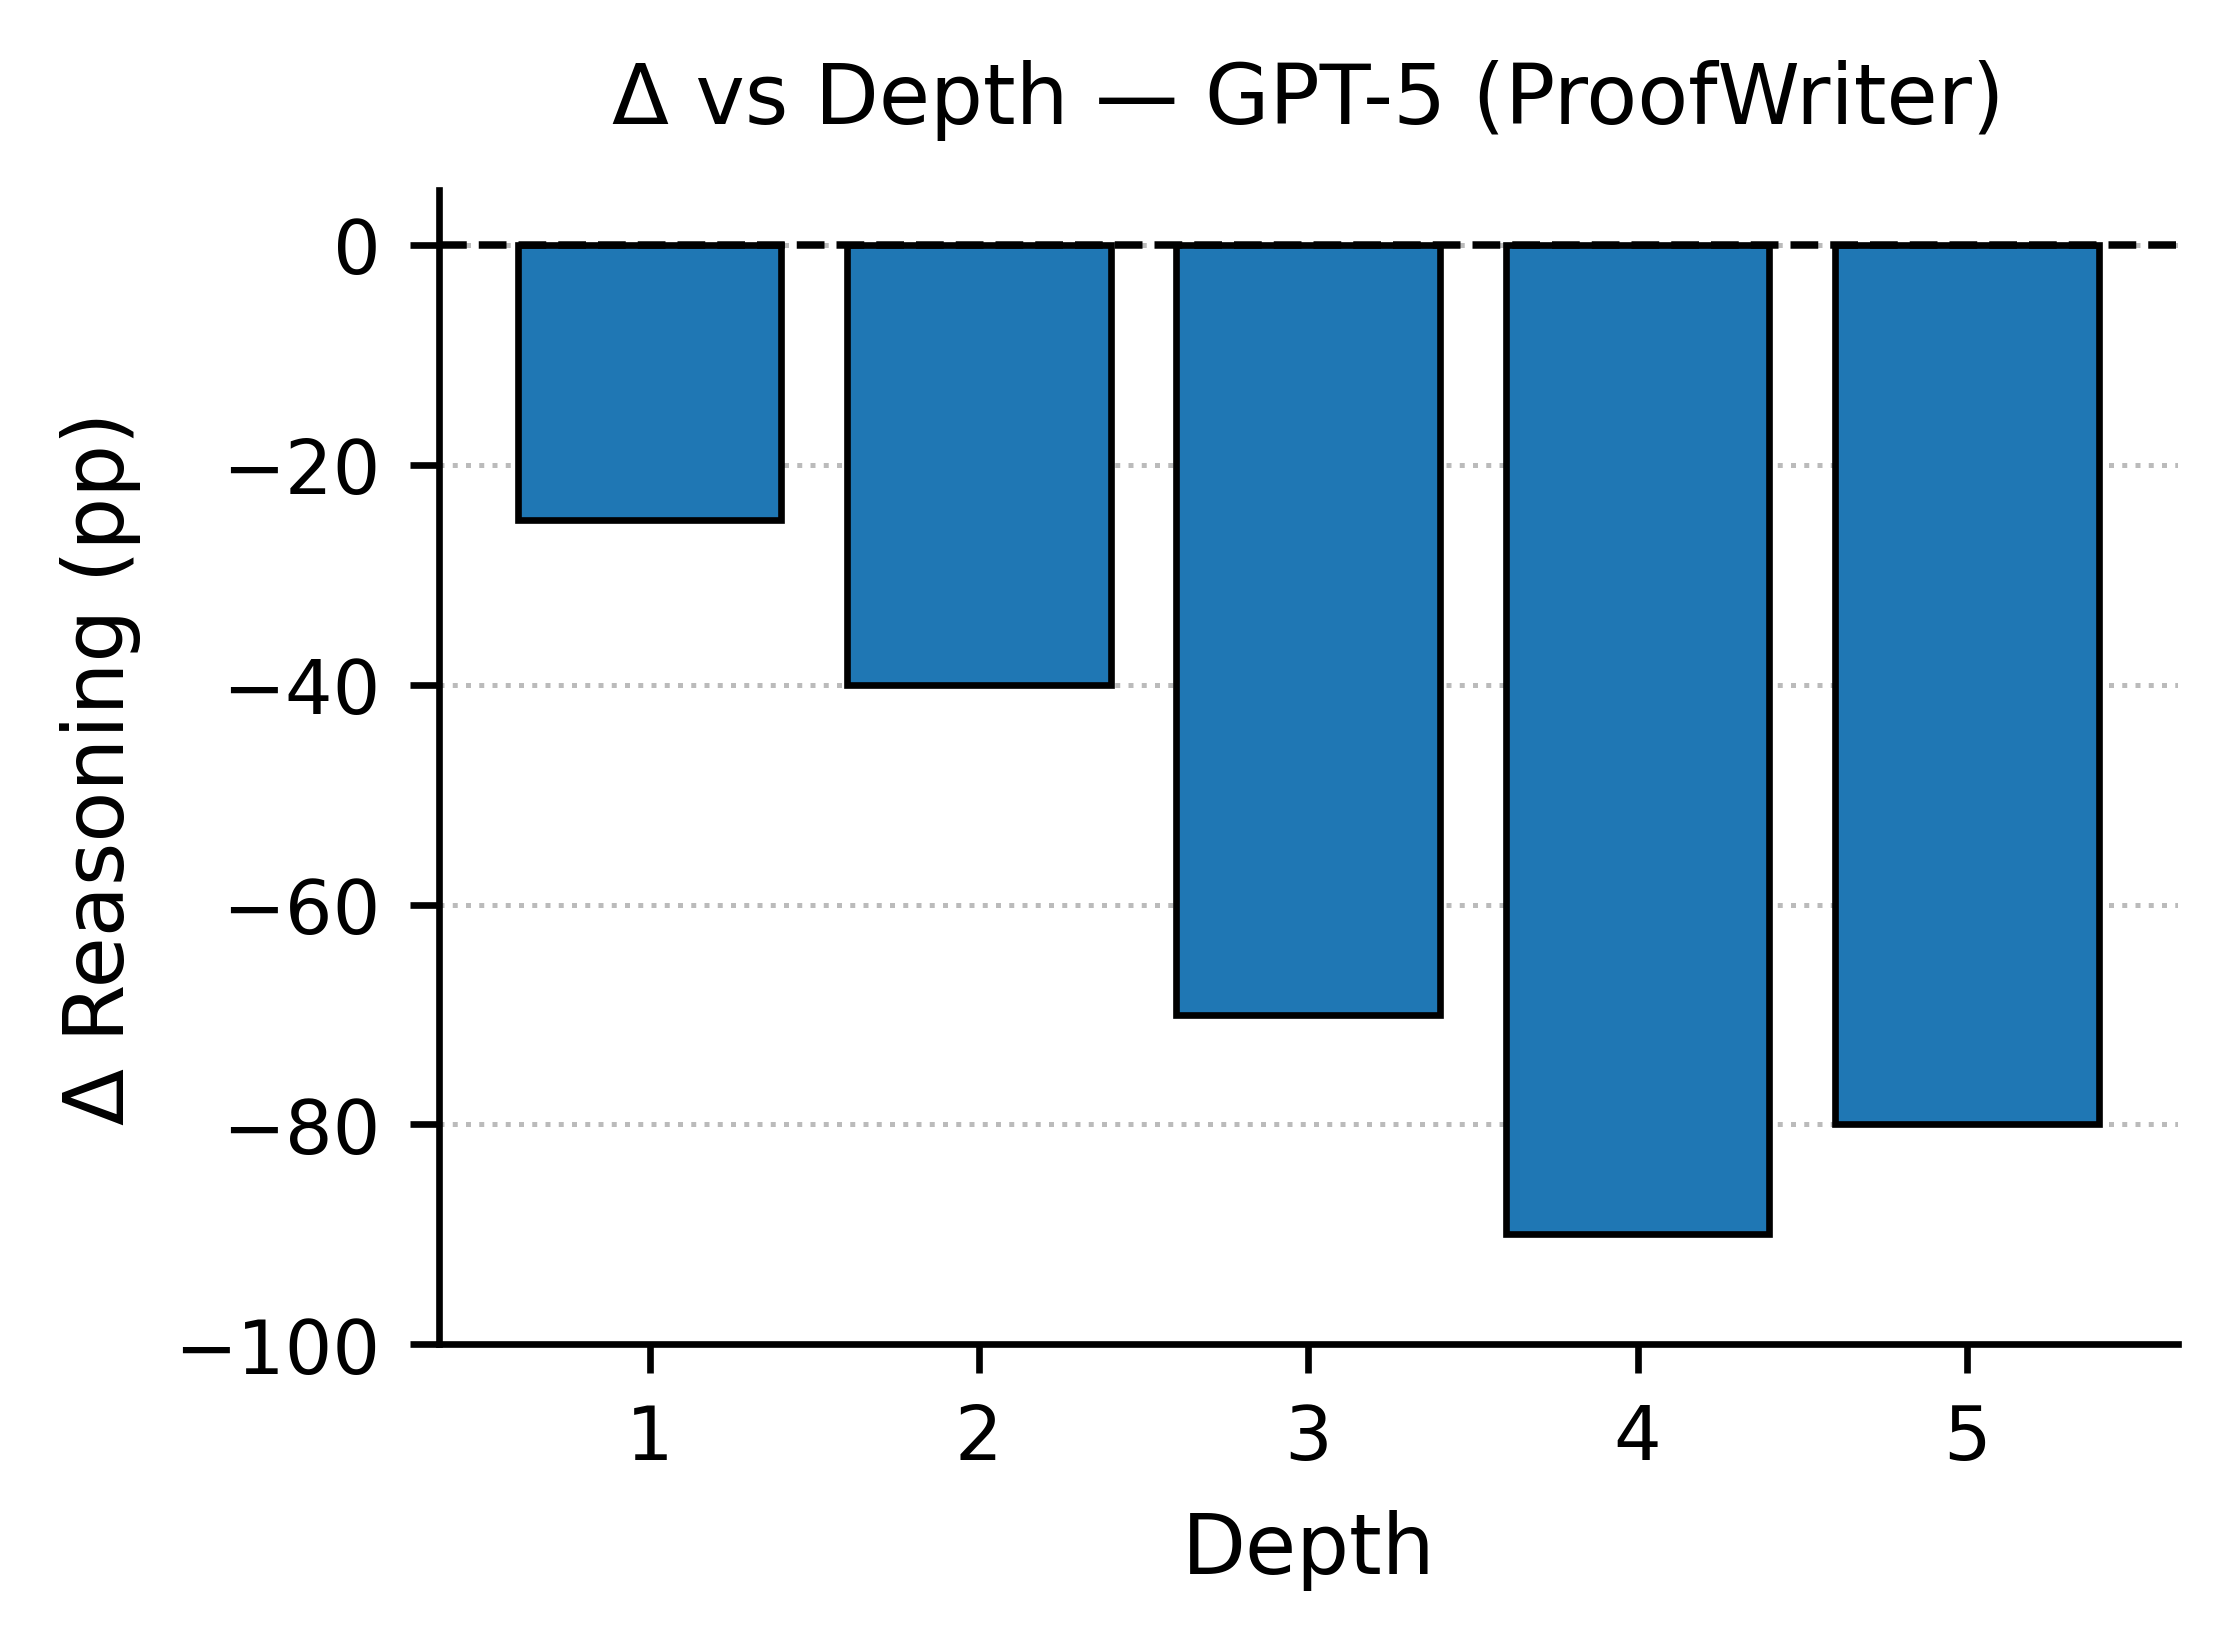 Δ vs Depth — GPT-5 (ProofWriter)
Δ Reasoning (pp)
0
−20
−40
−60
−80
−100
1 2 3 4 5
Depth